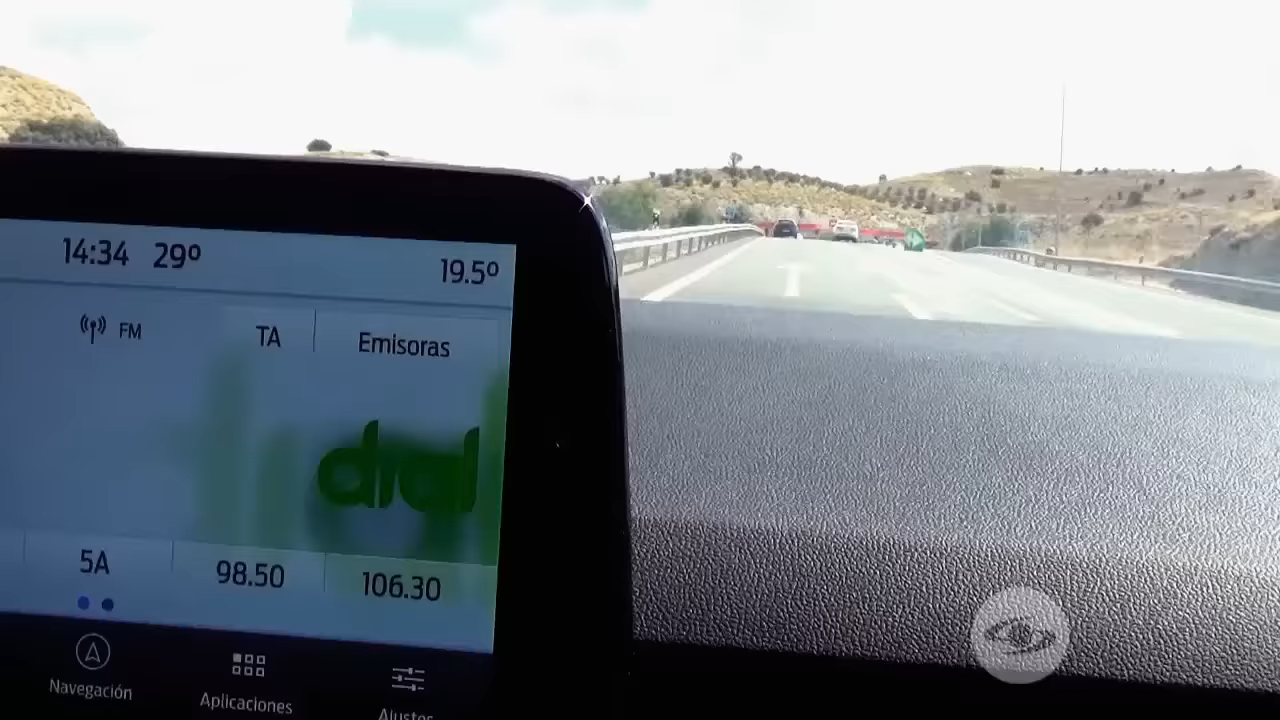 14:34 29º 19.5º
FM TA Emisoras
dial
5A 98.50 106.30
Navegación Aplicaciones Ajustes